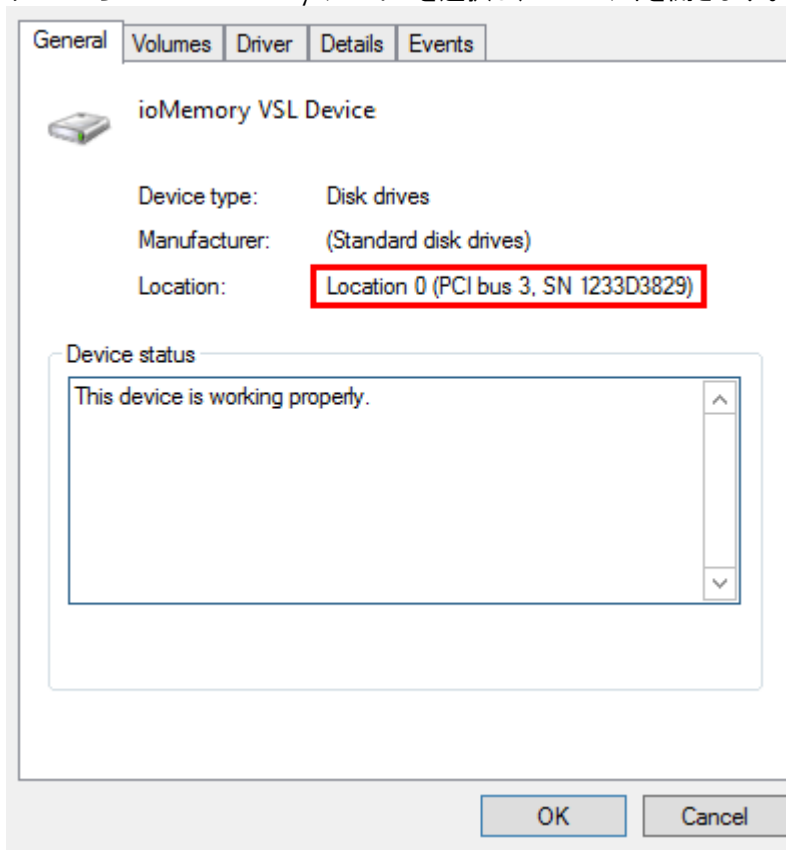 General Volumes Driver Details Events
ioMemory VSL Device
Device type: Disk drives
Manufacturer: (Standard disk drives)
Location: Location 0 (PCI bus 3, SN 1233D3829)
Device status
This device is working properly.
OK Cancel